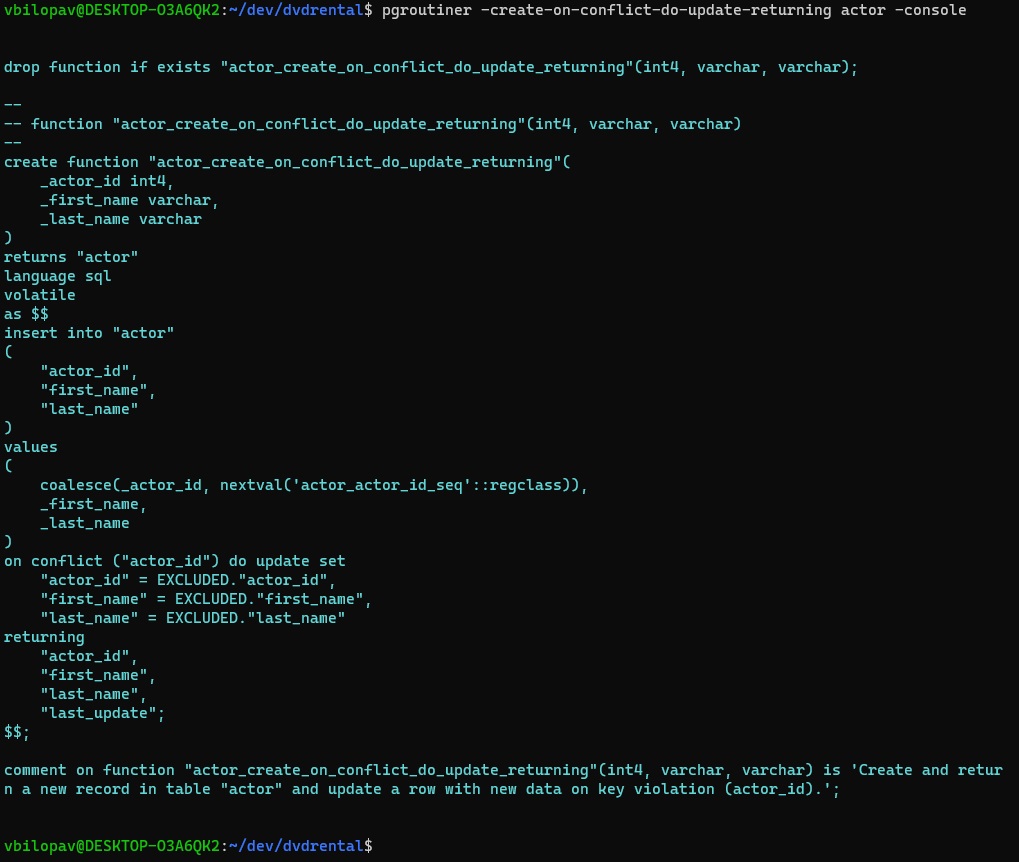 vbilopav@DESKTOP-O3A6QK2:~/dev/dvdrental$ pgroutiner -create-on-conflict-do-update-returning actor -console
drop function if exists "actor_create_on_conflict_do_update_returning"(int4, varchar, varchar);
--
-- function "actor_create_on_conflict_do_update_returning"(int4, varchar, varchar)
--
create function "actor_create_on_conflict_do_update_returning"(
    _actor_id int4,
    _first_name varchar,
    _last_name varchar
)
returns "actor"
language sql
volatile
as $$
insert into "actor"
(
    "actor_id",
    "first_name",
    "last_name"
)
values
(
    coalesce(_actor_id, nextval('actor_actor_id_seq'::regclass)),
    _first_name,
    _last_name
)
on conflict ("actor_id") do update set
    "actor_id" = EXCLUDED."actor_id",
    "first_name" = EXCLUDED."first_name",
    "last_name" = EXCLUDED."last_name"
returning
    "actor_id",
    "first_name",
    "last_name",
    "last_update";
$$;
comment on function "actor_create_on_conflict_do_update_returning"(int4, varchar, varchar) is 'Create and retur
n a new record in table "actor" and update a row with new data on key violation (actor_id).';
vbilopav@DESKTOP-O3A6QK2:~/dev/dvdrental$